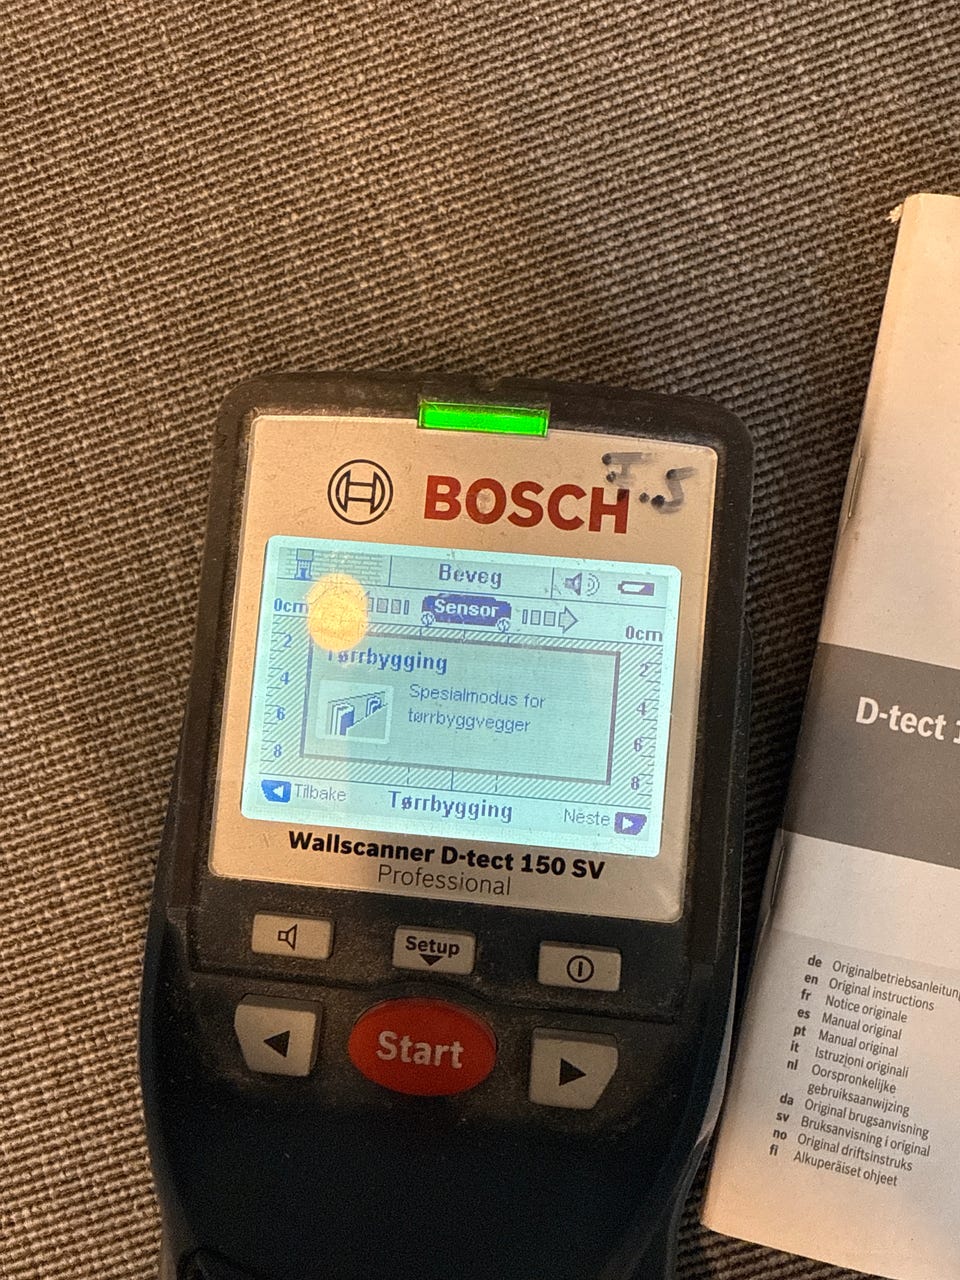 I.S
BOSCH
Beveg
0cm
Sensor
0cm
Tørrbygging
Spesialmodus for
tørrbyggvegger
2
4
6
8
2
4
6
8
Tilbake
Tørrbygging
Neste
Wallscanner D-tect 150 SV
Professional
Setup
Start
D-tect 1
de Originalbetriebsanleitung
en Original instructions
fr Notice originale
es Manual original
pt Manual original
it Istruzioni originali
nl Oorspronkelijke
gebruiksaanwijzing
da Original brugsanvisning
sv Bruksanvisning i original
no Original driftsinstruks
fi Alkuperäiset ohjeet